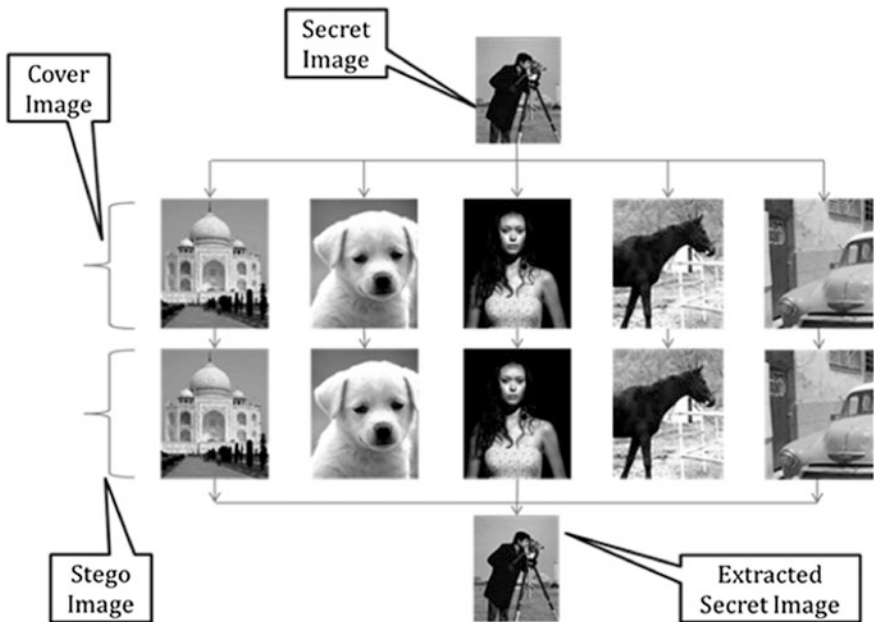 Secret
Image
Cover
Image
Stego
Image
Extracted
Secret Image